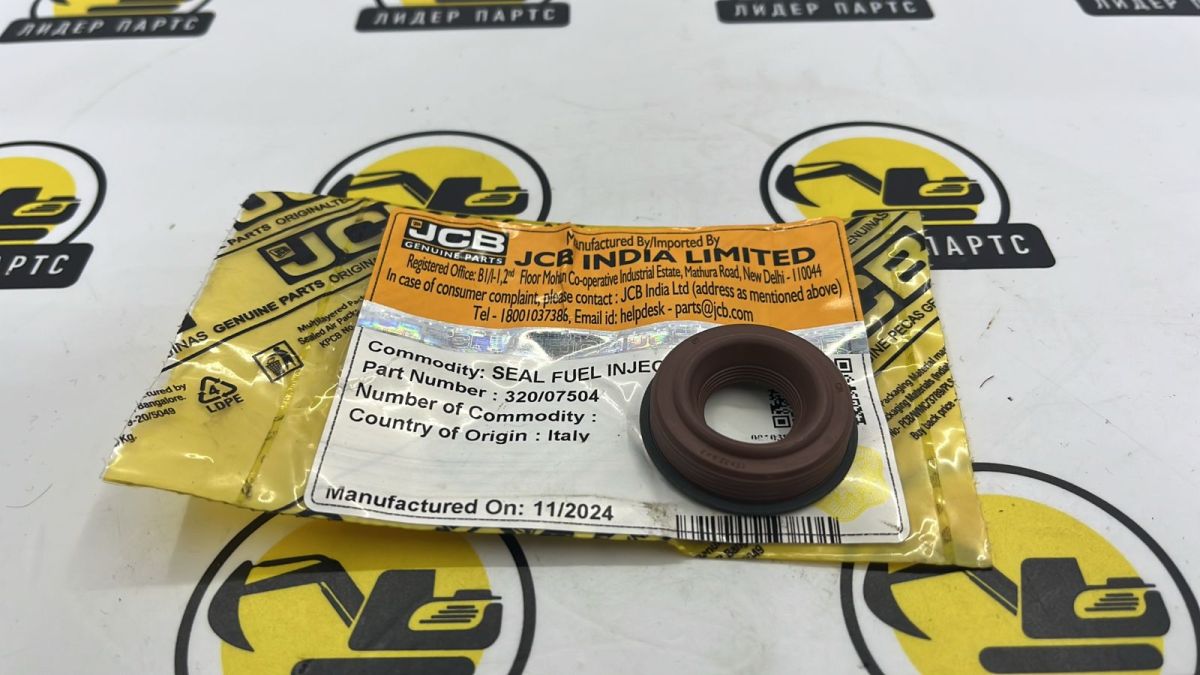 ЛИДЕР ПАРТС
ЛИДЕР ПАРТС
ЛИДЕР ПАРТС
ПАРТС
ПАРТС
JCB
GENUINE PARTS
Manufactured By/Imported By
JCB INDIA LIMITED
Registered Office: B1/I-1,2nd Floor Mohan Co-operative Industrial Estate, Mathura Road, New Delhi - 110044
In case of consumer complaint, please contact : JCB India Ltd (address as mentioned above)
Tel - 18001037386, Email id: helpdesk - parts@jcb.com
Commodity: SEAL FUEL INJEC
Part Number : 320/07504
Number of Commodity :
Country of Origin : Italy
Manufactured On: 11/2024
JCB
GENUINE PARTS
4
LDPE
JCB